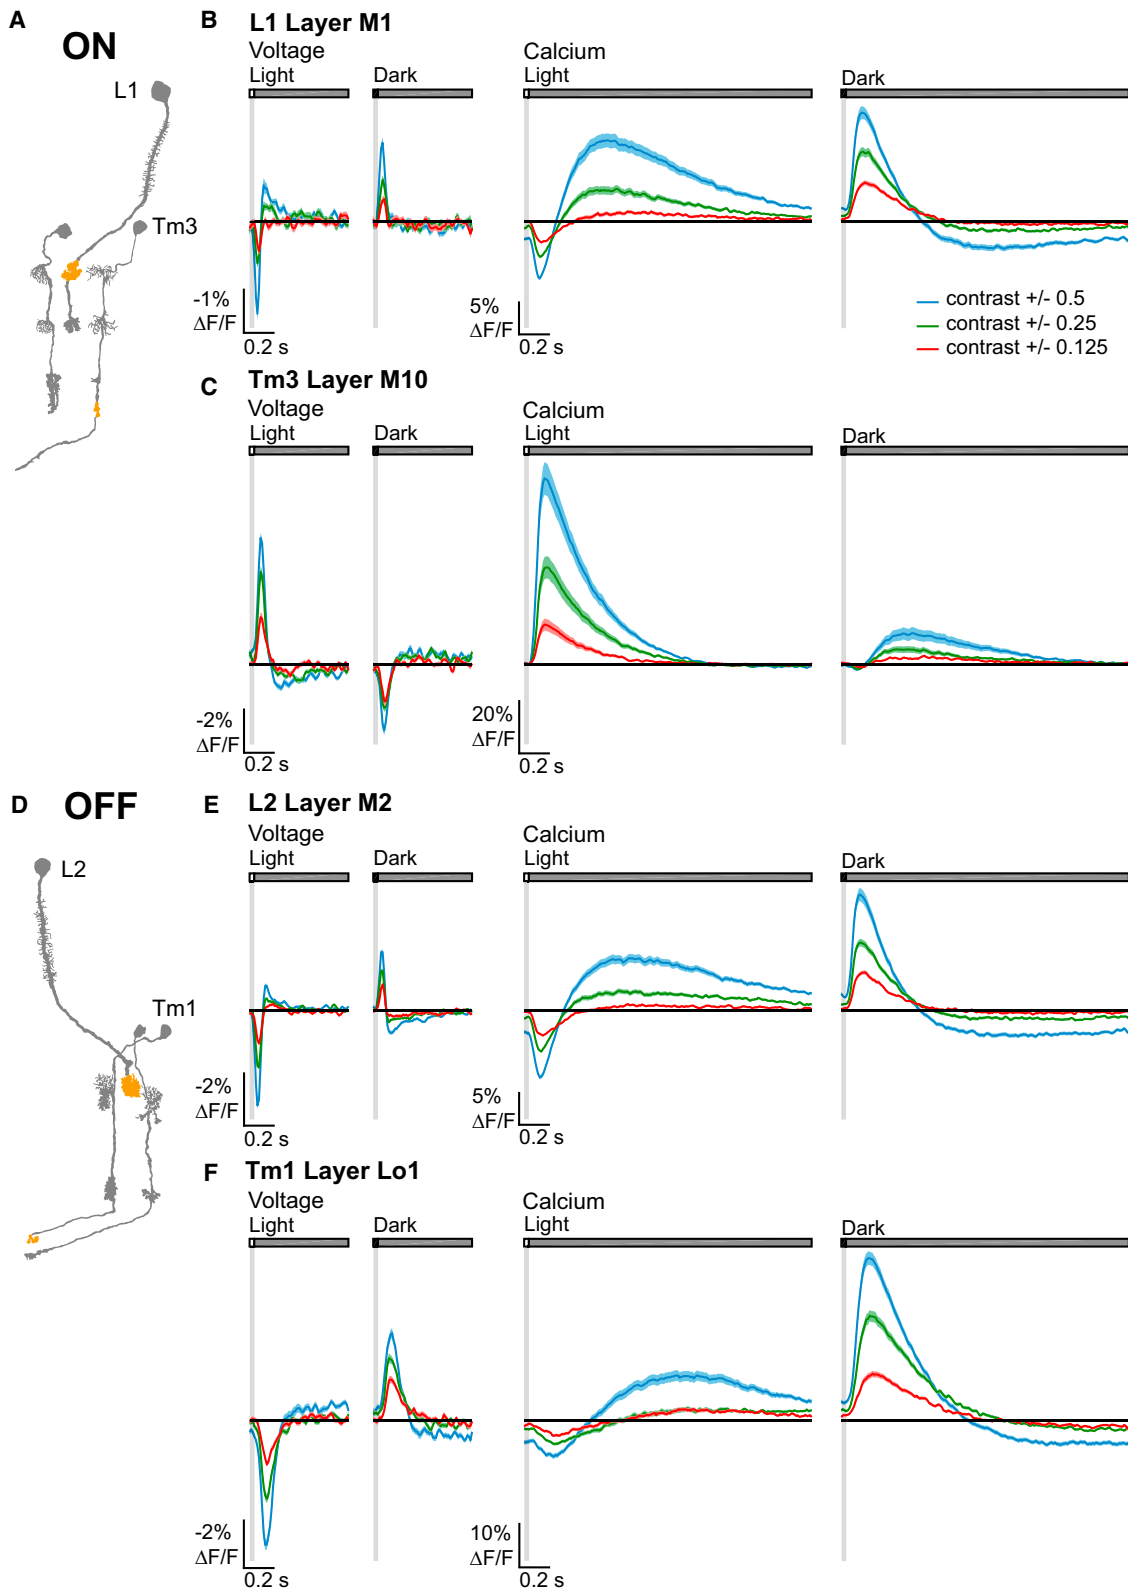 A
ON
L1
Tm3
B
L1 Layer M1
Voltage
Light
Dark
Calcium
Light
Dark
-1%
ΔF/F
0.2 s
5%
ΔF/F
0.2 s
contrast +/- 0.5
contrast +/- 0.25
contrast +/- 0.125
C
Tm3 Layer M10
Voltage
Light
Dark
Calcium
Light
Dark
-2%
ΔF/F
0.2 s
20%
ΔF/F
0.2 s
D
OFF
L2
Tm1
E
L2 Layer M2
Voltage
Light
Dark
Calcium
Light
Dark
-2%
ΔF/F
0.2 s
5%
ΔF/F
0.2 s
F
Tm1 Layer Lo1
Voltage
Light
Dark
Calcium
Light
Dark
-2%
ΔF/F
0.2 s
10%
ΔF/F
0.2 s